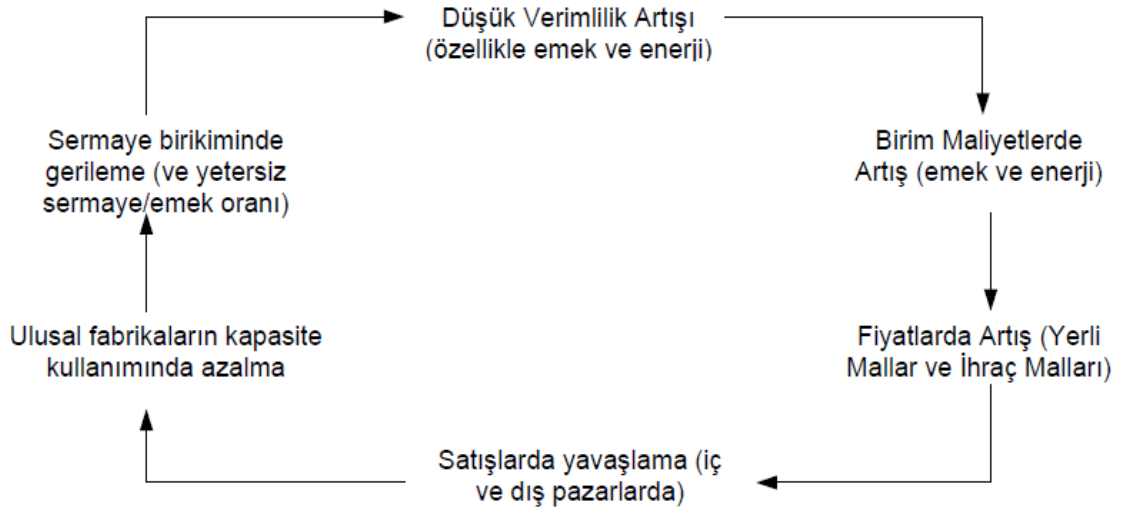 Düşük Verimlilik Artışı
(özellikle emek ve enerji)
Birim Maliyetlerde
Artış (emek ve enerji)
Fiyatlarda Artış (Yerli
Mallar ve İhraç Malları)
Satışlarda yavaşlama (iç
ve dış pazarlarda)
Ulusal fabrikaların kapasite
kullanımında azalma
Sermaye birikiminde
gerileme (ve yetersiz
sermaye/emek oranı)